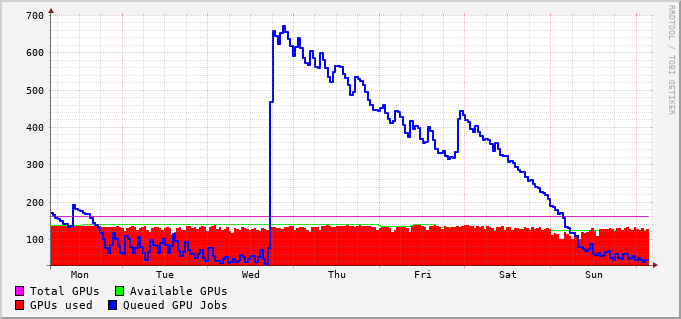 700
600
500
400
300
200
100
Mon Tue Wed Thu Fri Sat Sun
Total GPUs Available GPUs
GPUs used Queued GPU Jobs
RRDTOOL / TOBI OETIKER